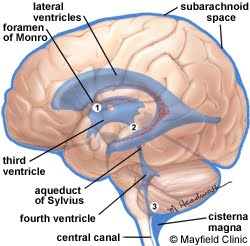 lateral
ventricles
subarachnoid
space
foramen
of Monro
1
2
third
ventricle
aqueduct
of Sylvius
fourth ventricle
3
M. Headworth
cisterna
magna
central canal
© Mayfield Clinic